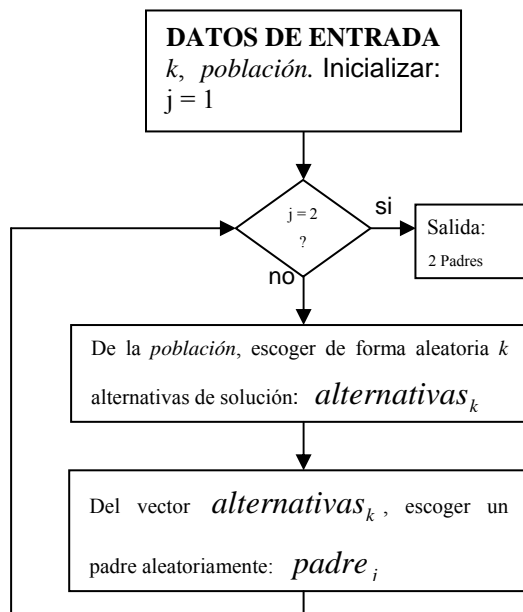 DATOS DE ENTRADA
k, población. Inicializar:
j = 1
j = 2
?
si
no
Salida:
2 Padres
De la población, escoger de forma aleatoria k
alternativas de solución: alternativas_k
Del vector alternativas_k , escoger un
padre aleatoriamente: padre_i